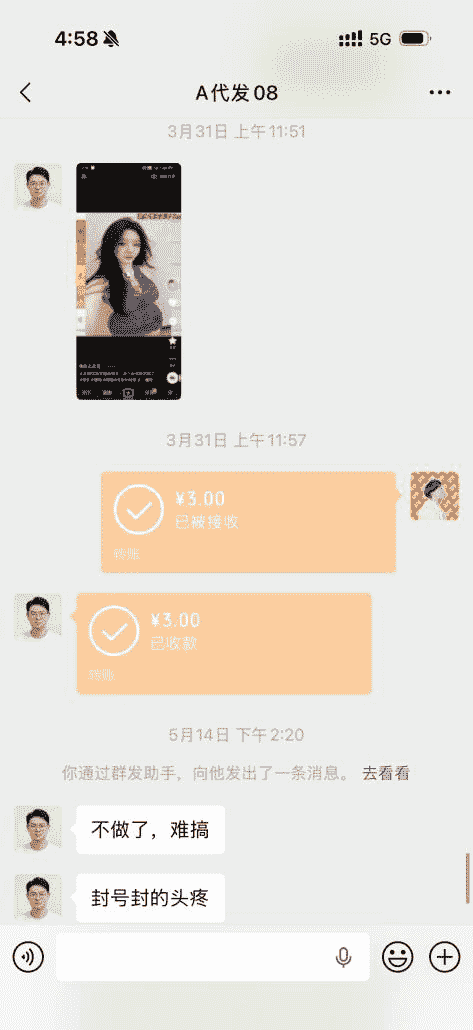 4:58
5G
A代发08
3月31日 上午11:51
3月31日 上午11:57
¥3.00
已被接收
转账
¥3.00
已收款
转账
5月14日 下午2:20
你通过群发助手，向他发出了一条消息。 去看看
不做了，难搞
封号封的头疼